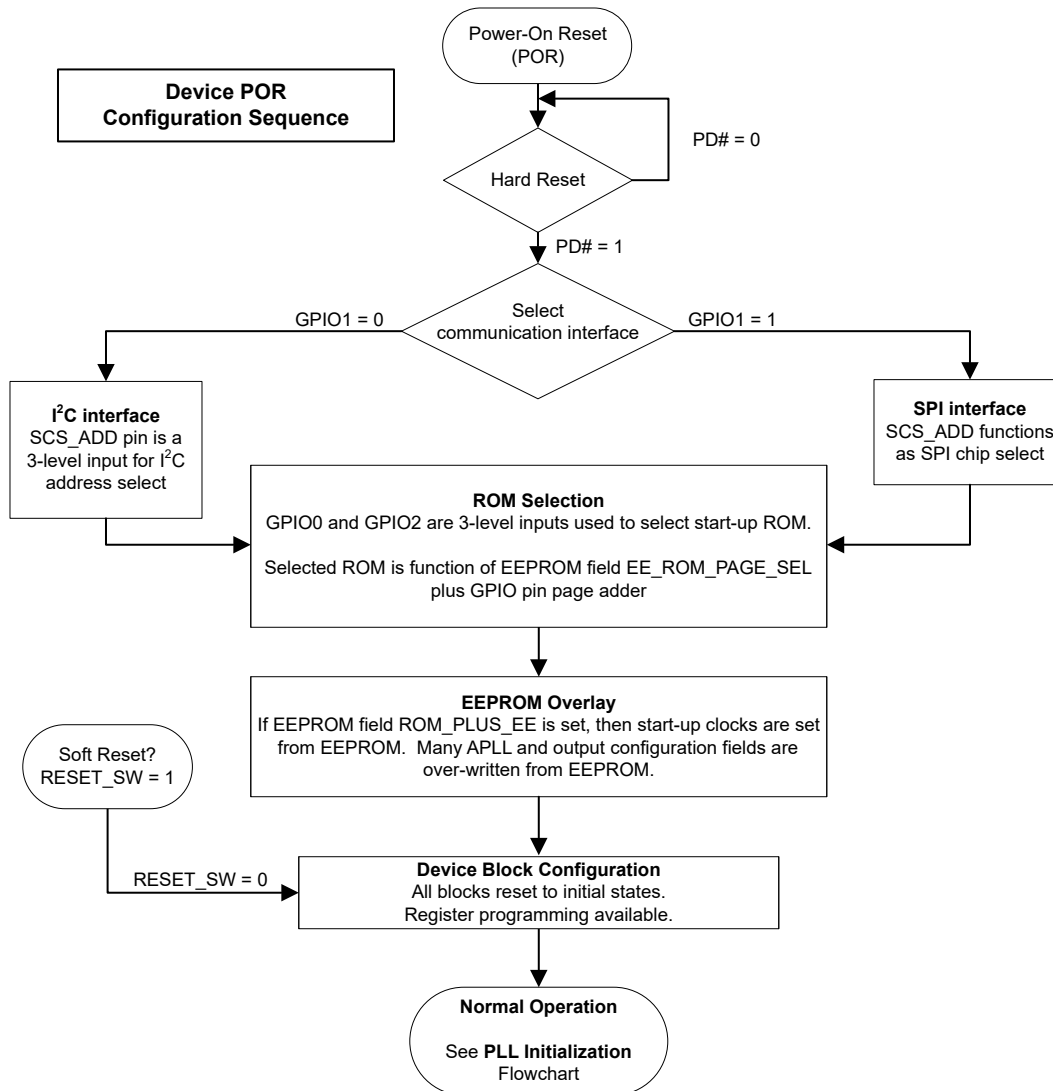 Power-On Reset
(POR)
Device POR
Configuration Sequence
PD# = 0
Hard Reset
PD# = 1
Select
communication interface
GPIO1 = 0
GPIO1 = 1
I²C interface
SCS_ADD pin is a
3-level input for I²C
address select
SPI interface
SCS_ADD functions
as SPI chip select
ROM Selection
GPIO0 and GPIO2 are 3-level inputs used to select start-up ROM.
Selected ROM is function of EEPROM field EE_ROM_PAGE_SEL
plus GPIO pin page adder
EEPROM Overlay
If EEPROM field ROM_PLUS_EE is set, then start-up clocks are set
from EEPROM.  Many APLL and output configuration fields are
over-written from EEPROM.
Soft Reset?
RESET_SW = 1
RESET_SW = 0
Device Block Configuration
All blocks reset to initial states.
Register programming available.
Normal Operation
See PLL Initialization
Flowchart